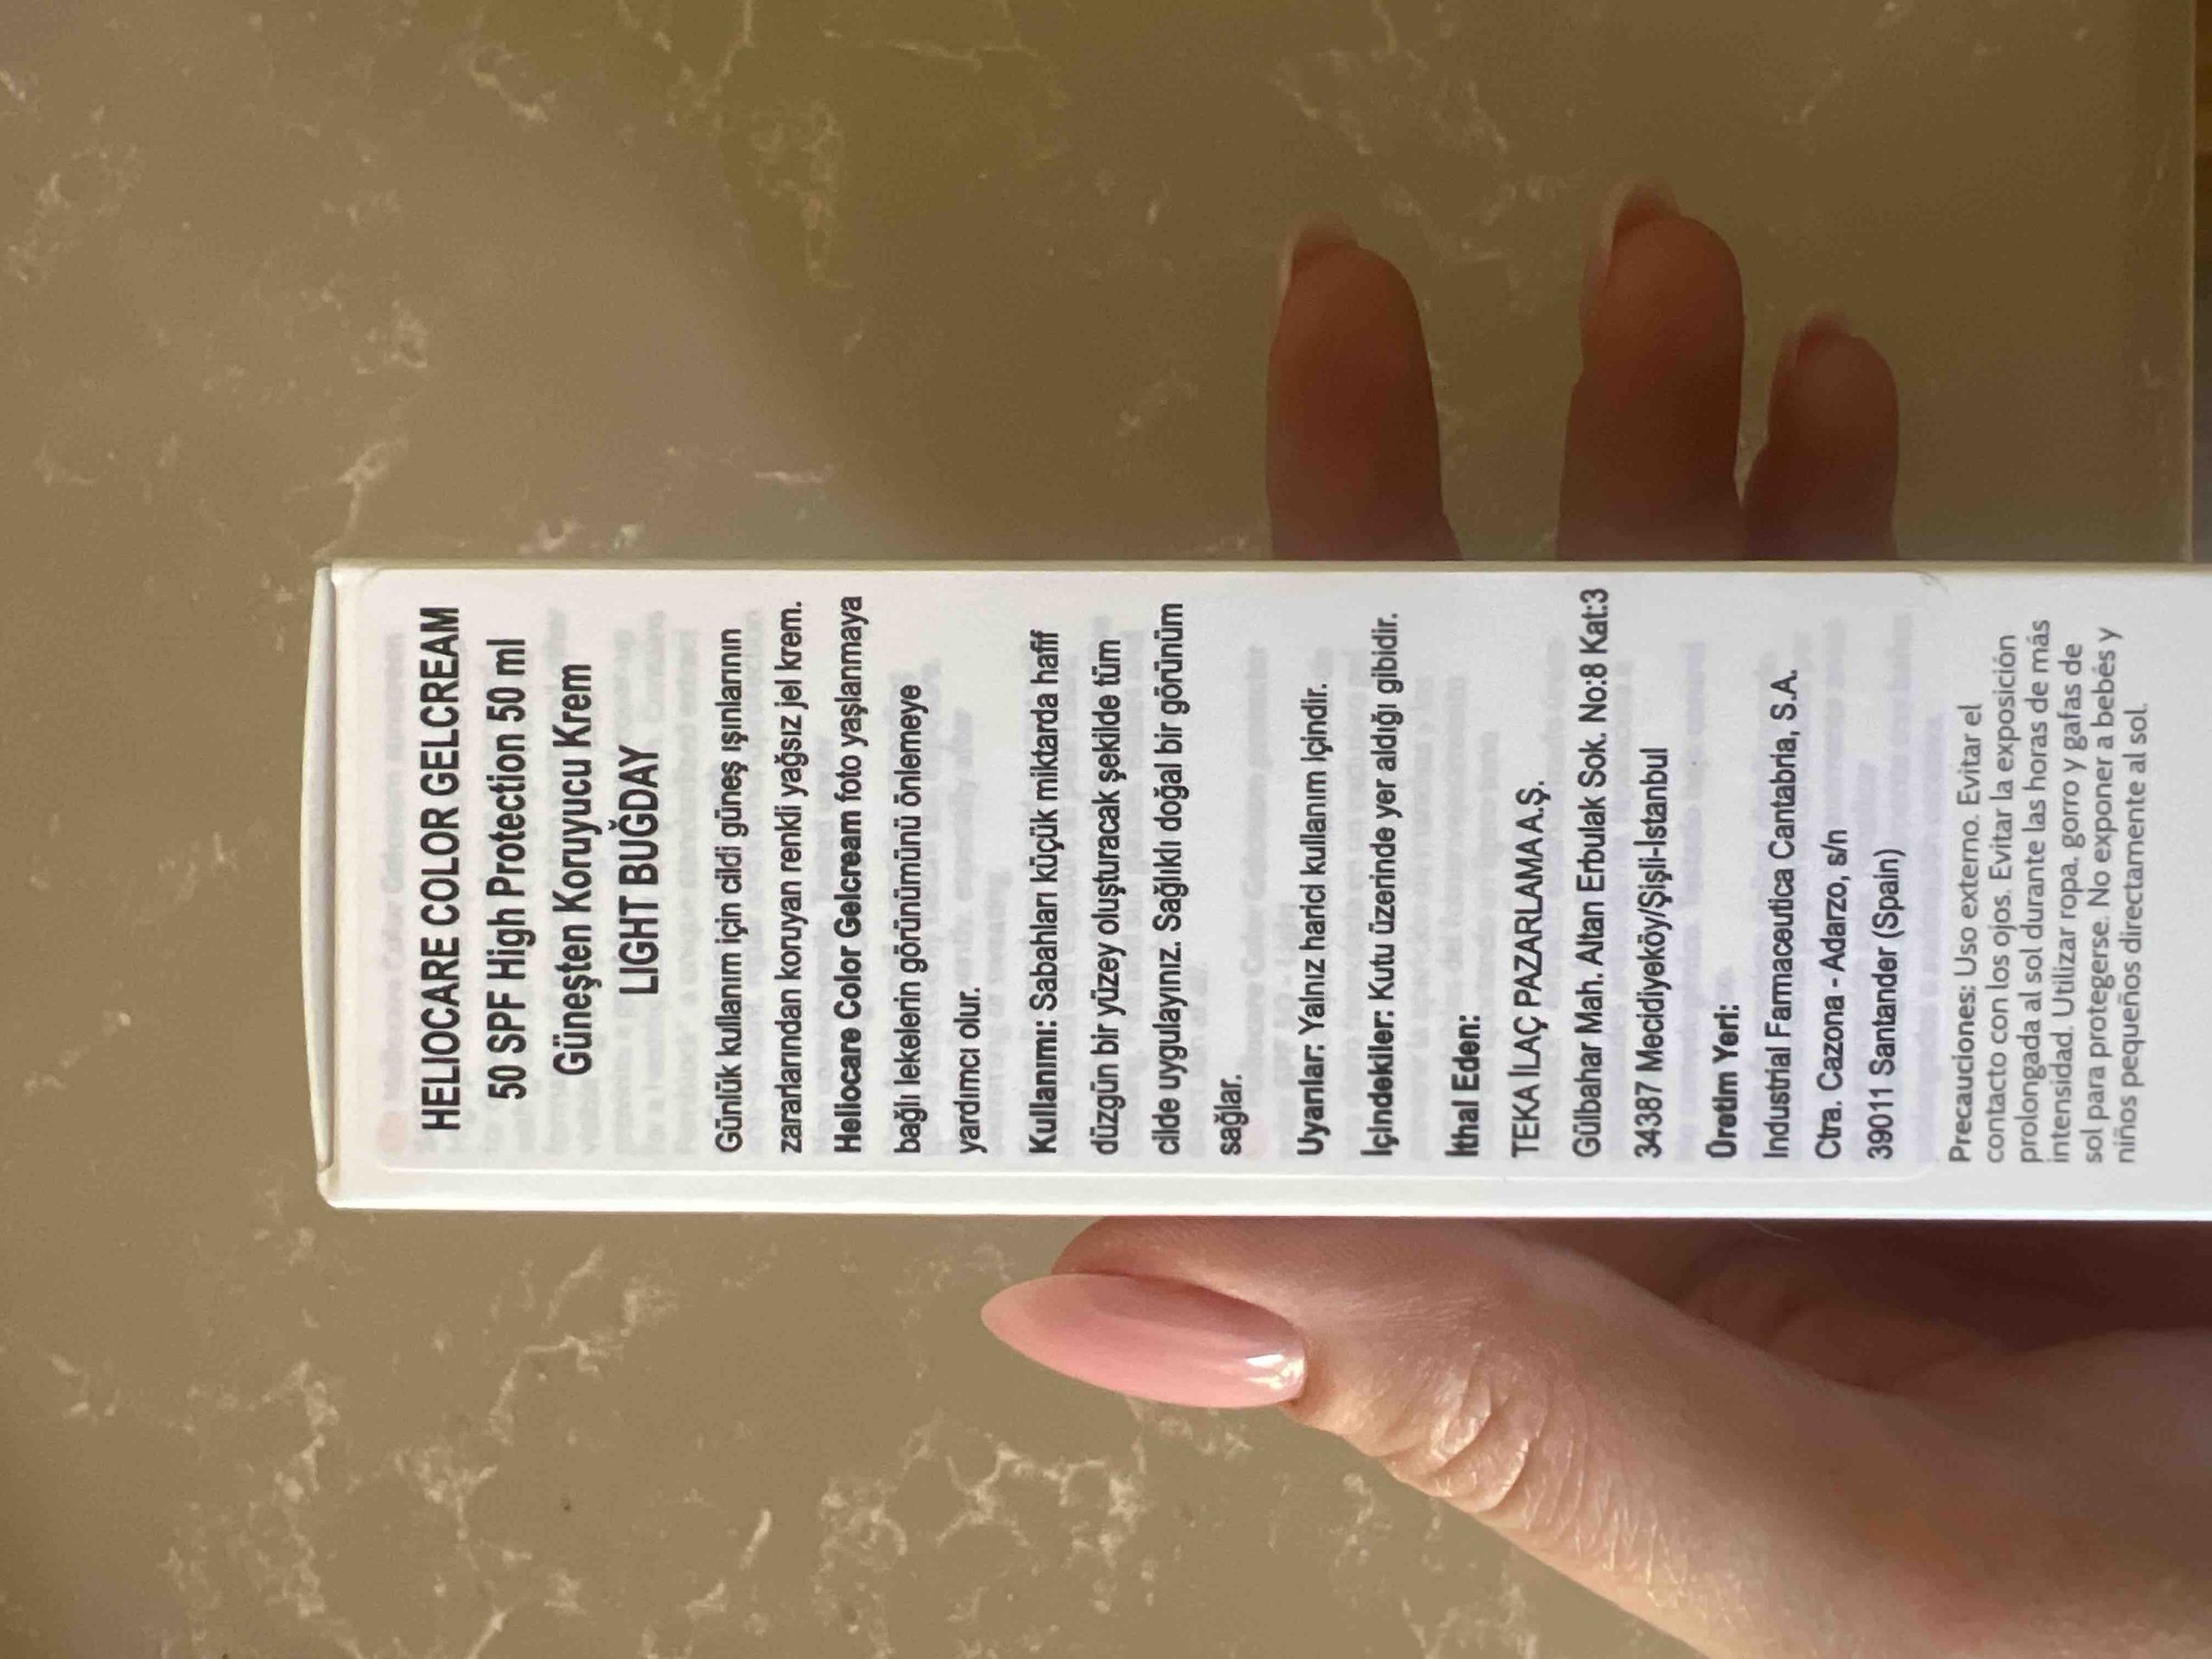 HELIOCARE COLOR GELCREAM
50 SPF High Protection 50 ml
Güneşten Koruyucu Krem
LIGHT BUĞDAY
Günlük kullanım için cildi güneş ışınlarının
zararlarından koruyan renkli yağsız jel krem.
Heliocare Color Gelcream foto yaşlanmaya
bağlı lekelerin görünümünü önlemeye
yardımcı olur.
Kullanımı: Sabahları küçük miktarda hafif
düzgün bir yüzey oluşturacak şekilde tüm
cilde uygulayınız. Sağlıklı doğal bir görünüm
sağlar.
Uyarılar: Yalnız harici kullanım içindir.
İçindekiler: Kutu üzerinde yer aldığı gibidir.
İthal Eden:
TEKA İLAÇ PAZARLAMA A.Ş.
Gülbahar Mah. Altan Erbulak Sok. No:8 Kat:3
34387 Mecidiyeköy/Şişli-İstanbul
Üretim Yeri:
Industrial Farmaceutica Cantabria, S.A.
Ctra. Cazona - Adarzo, s/n
39011 Santander (Spain)
Precauciones: Uso externo. Evitar el
contacto con los ojos. Evitar la exposición
prolongada al sol durante las horas de más
intensidad. Utilizar ropa, gorro y gafas de
sol para protegerse. No exponer a bebés y
niños pequeños directamente al sol.